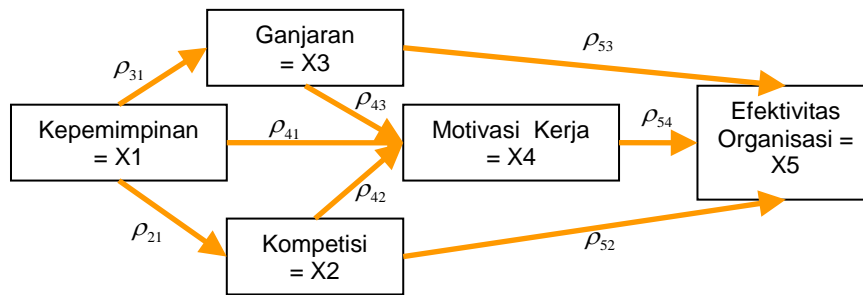 Ganjaran
= X3
ρ53
ρ31
ρ43
Kepemimpinan
= X1
ρ41
Motivasi Kerja
= X4
ρ54
Efektivitas
Organisasi =
X5
ρ42
ρ21
Kompetisi
= X2
ρ52